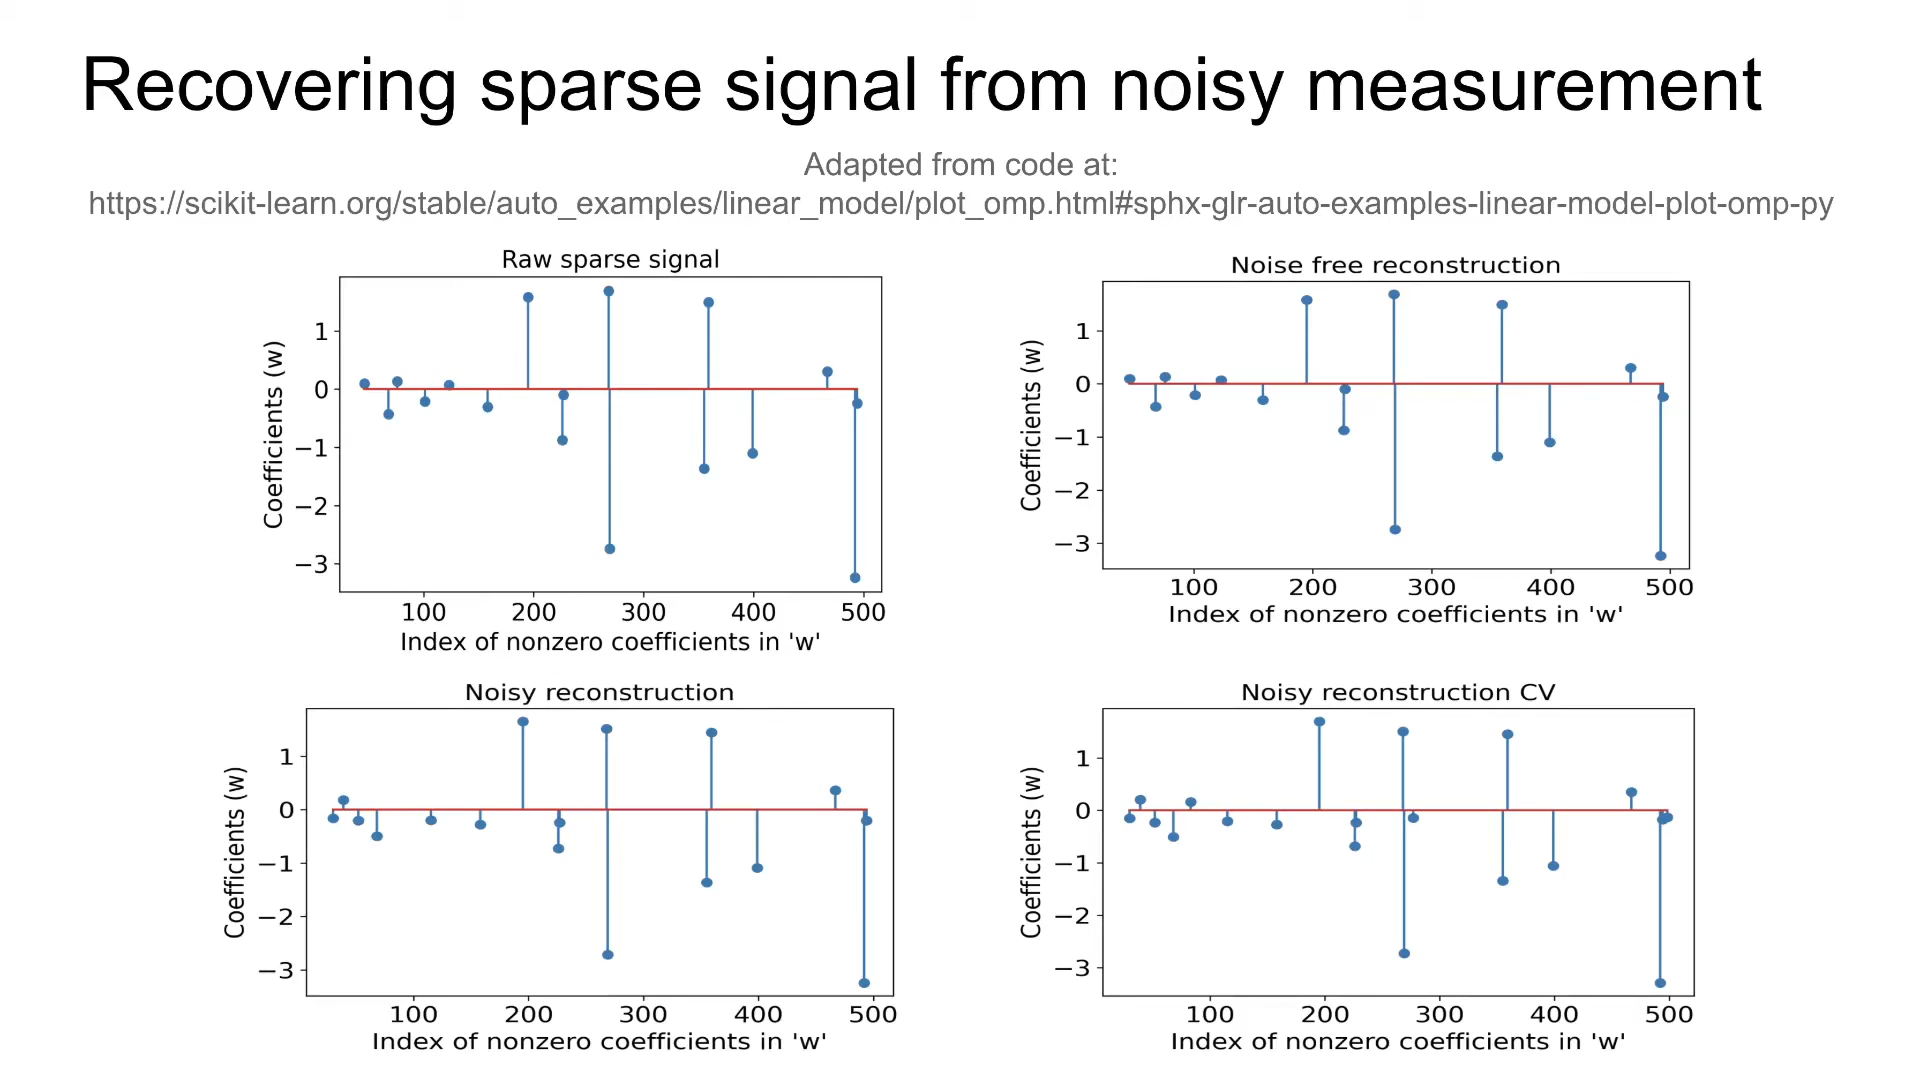 Recovering sparse signal from noisy measurement
Adapted from code at:
https://scikit-learn.org/stable/auto_examples/linear_model/plot_omp.html#sphx-glr-auto-examples-linear-model-plot-omp-py
Raw sparse signal
Coefficients (w)
1
0
−1
−2
−3
100 200 300 400 500
Index of nonzero coefficients in 'w'
Noise free reconstruction
Coefficients (w)
1
0
−1
−2
−3
100 200 300 400 500
Index of nonzero coefficients in 'w'
Noisy reconstruction
Coefficients (w)
1
0
−1
−2
−3
100 200 300 400 500
Index of nonzero coefficients in 'w'
Noisy reconstruction CV
Coefficients (w)
1
0
−1
−2
−3
100 200 300 400 500
Index of nonzero coefficients in 'w'